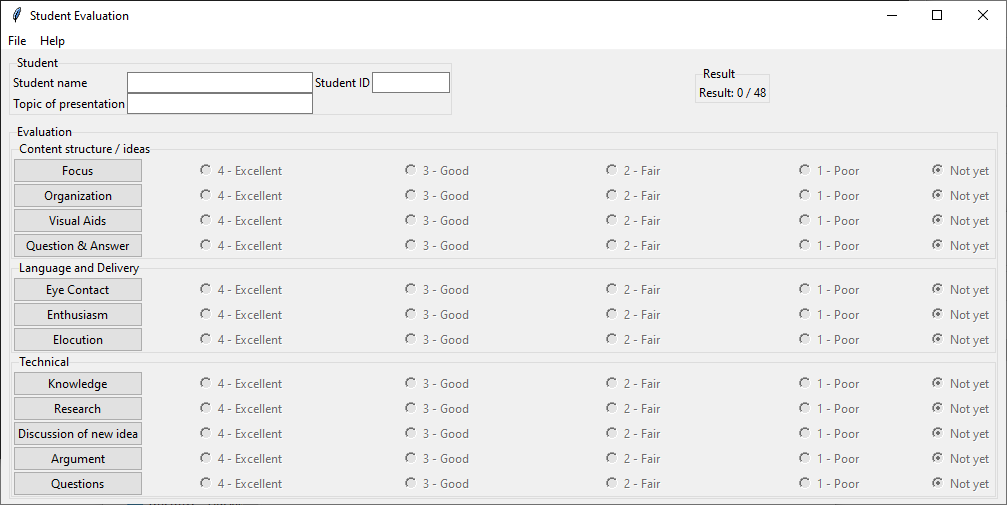 Student Evaluation
File Help
Student
Student name Student ID
Topic of presentation
Result
Result: 0 / 48
Evaluation
Content structure / ideas
Focus 4 - Excellent 3 - Good 2 - Fair 1 - Poor Not yet
Organization 4 - Excellent 3 - Good 2 - Fair 1 - Poor Not yet
Visual Aids 4 - Excellent 3 - Good 2 - Fair 1 - Poor Not yet
Question & Answer 4 - Excellent 3 - Good 2 - Fair 1 - Poor Not yet
Language and Delivery
Eye Contact 4 - Excellent 3 - Good 2 - Fair 1 - Poor Not yet
Enthusiasm 4 - Excellent 3 - Good 2 - Fair 1 - Poor Not yet
Elocution 4 - Excellent 3 - Good 2 - Fair 1 - Poor Not yet
Technical
Knowledge 4 - Excellent 3 - Good 2 - Fair 1 - Poor Not yet
Research 4 - Excellent 3 - Good 2 - Fair 1 - Poor Not yet
Discussion of new idea 4 - Excellent 3 - Good 2 - Fair 1 - Poor Not yet
Argument 4 - Excellent 3 - Good 2 - Fair 1 - Poor Not yet
Questions 4 - Excellent 3 - Good 2 - Fair 1 - Poor Not yet